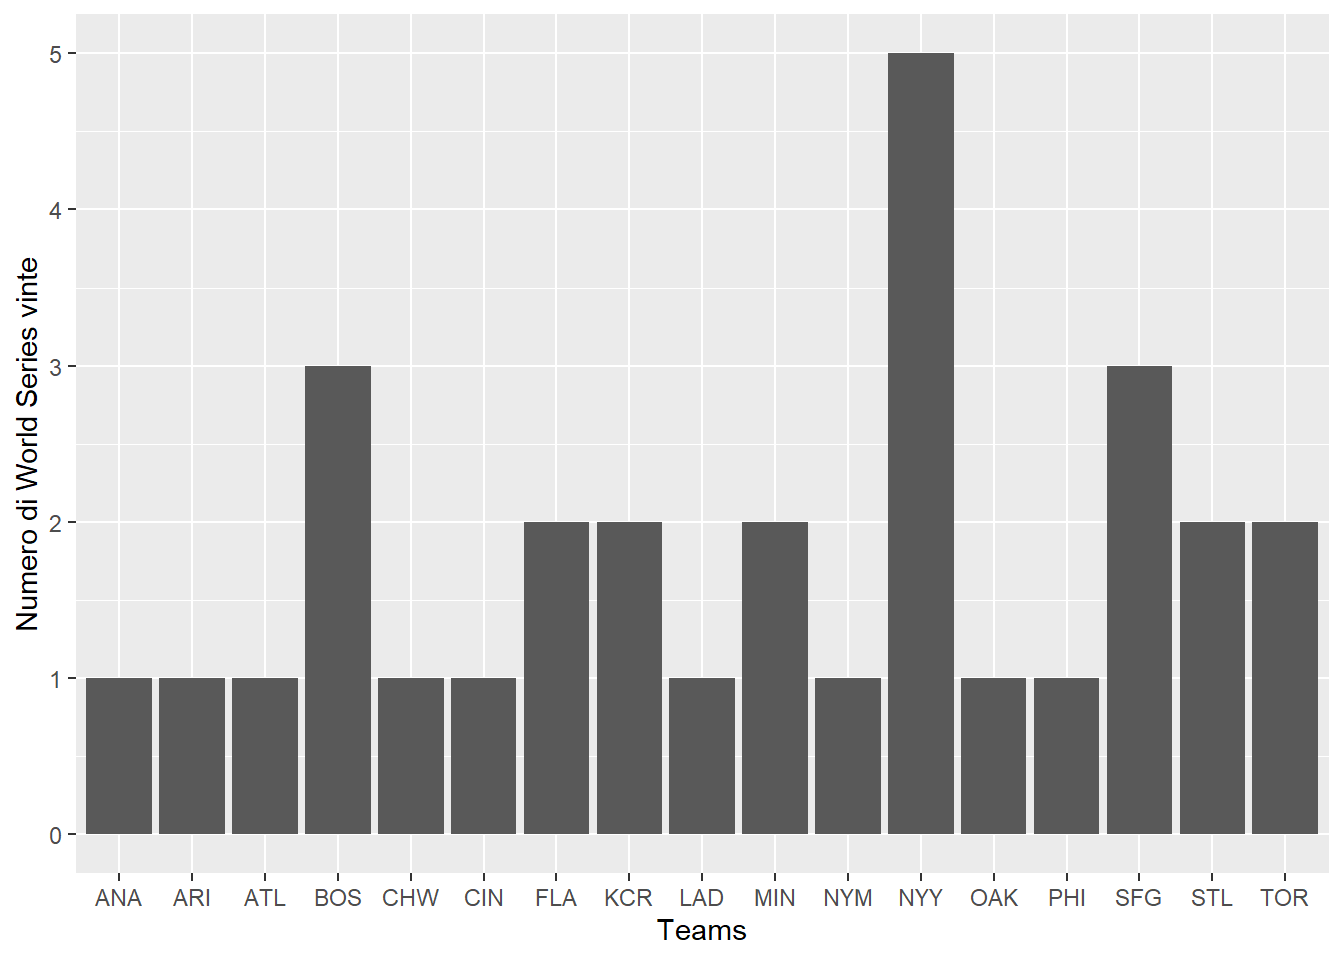 Numero di World Series vinte
5
4
3
2
1
0
ANA ARI ATL BOS CHW CIN FLA KCR LAD MIN NYM NYY OAK PHI SFG STL TOR
Teams